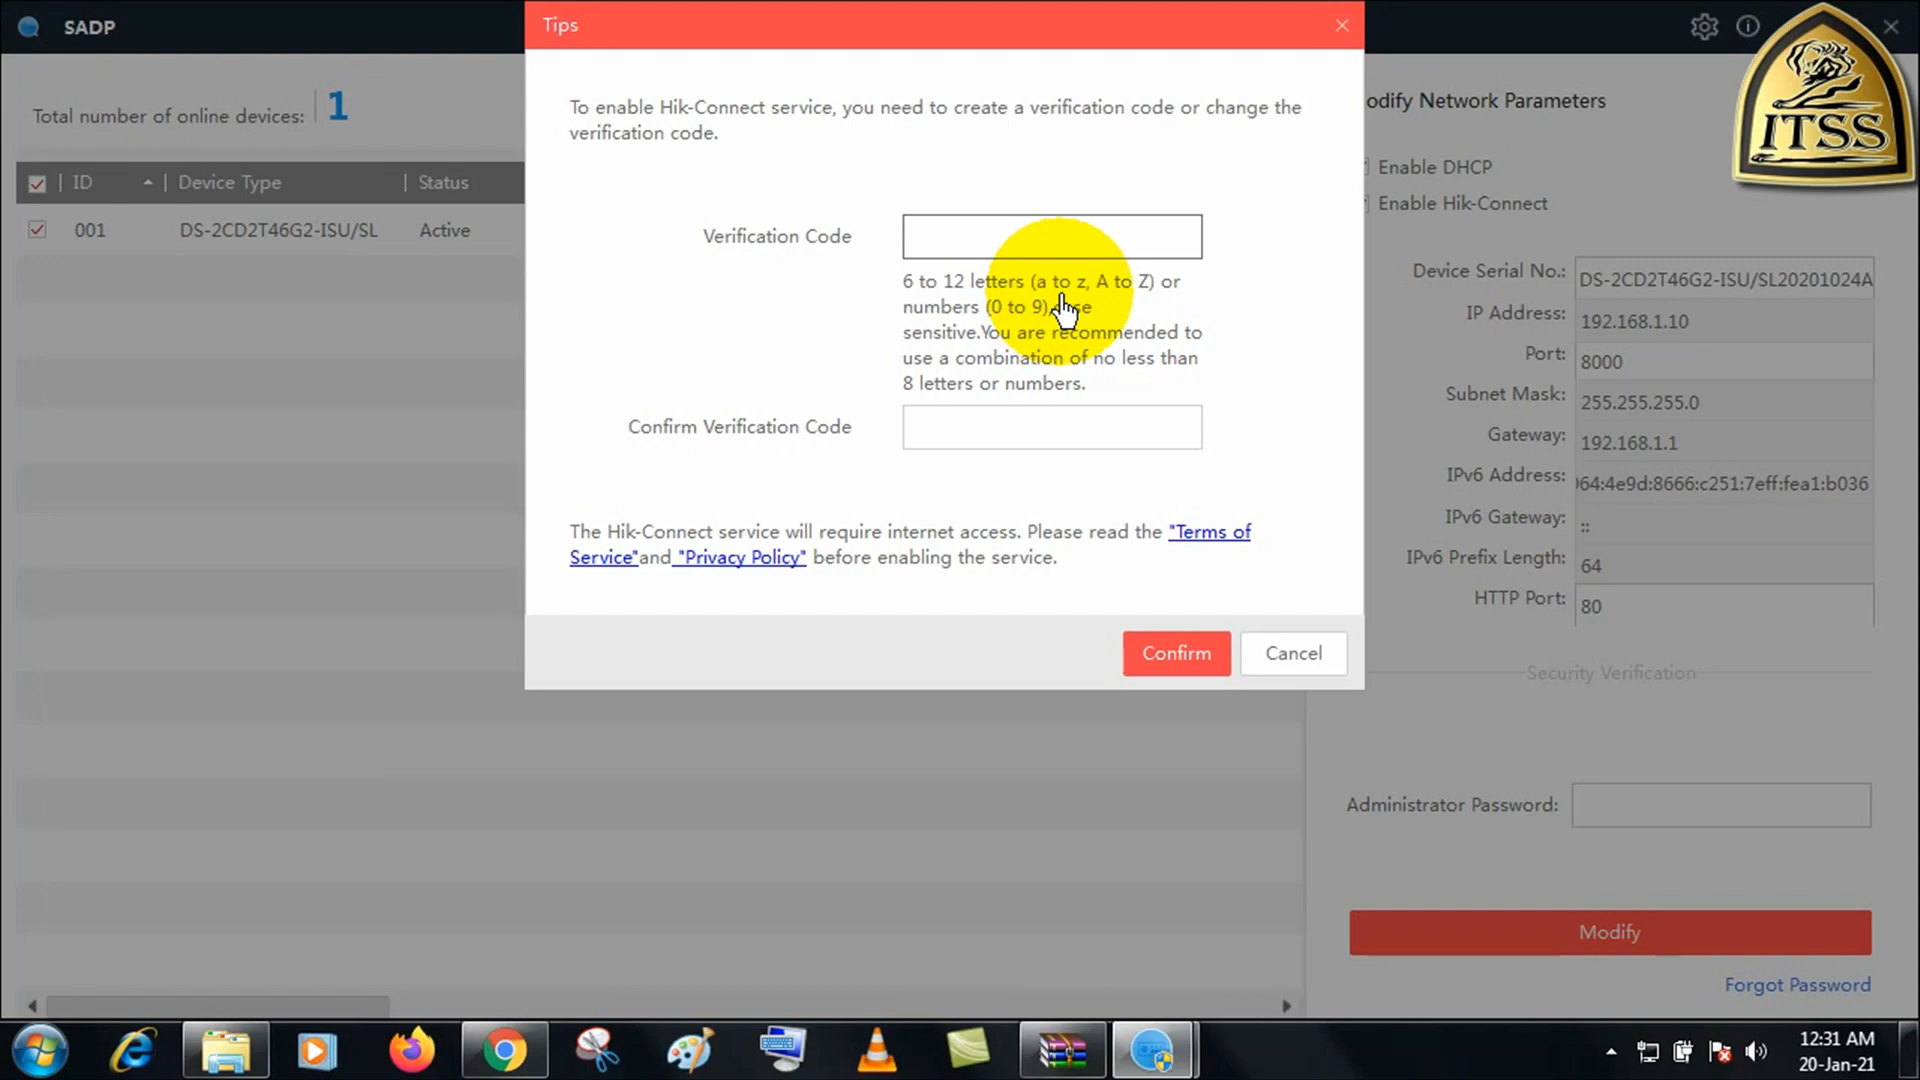 SADP
Tips
Total number of online devices: 1
ID
Device Type
Status
001
DS-2CD2T46G2-ISU/SL
Active
To enable Hik-Connect service, you need to create a verification code or change the
verification code.
Verification Code
6 to 12 letters (a to z, A to Z) or
numbers (0 to 9),
sensitive.You are recommended to
use a combination of no less than
8 letters or numbers.
Confirm Verification Code
The Hik-Connect service will require internet access. Please read the "Terms of
Service"and "Privacy Policy" before enabling the service.
Confirm
Cancel
odify Network Parameters
Enable DHCP
Enable Hik-Connect
Device Serial No.: DS-2CD2T46G2-ISU/SL20201024A
IP Address: 192.168.1.10
Port: 8000
Subnet Mask: 255.255.255.0
Gateway: 192.168.1.1
IPv6 Address: 64:4e9d:8666:c251:7eff:fea1:b036
IPv6 Gateway: ::
IPv6 Prefix Length: 64
HTTP Port: 80
Security Verification
Administrator Password:
Modify
Forgot Password
ITSS
12:31 AM
20-Jan-21